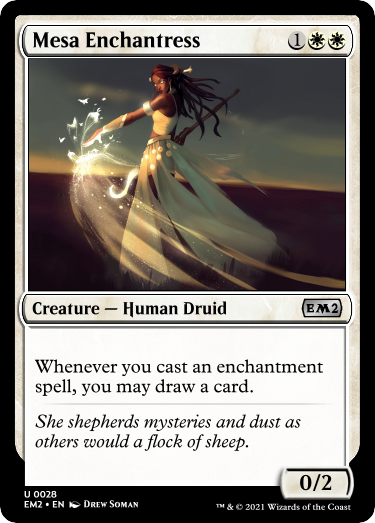 Mesa Enchantress 1
EM2
Creature — Human Druid
Whenever you cast an enchantment
spell, you may draw a card.
She shepherds mysteries and dust as
others would a flock of sheep.
0/2
U 0028
EM2 • EN Drew Soman
™ & © 2021 Wizards of the Coast